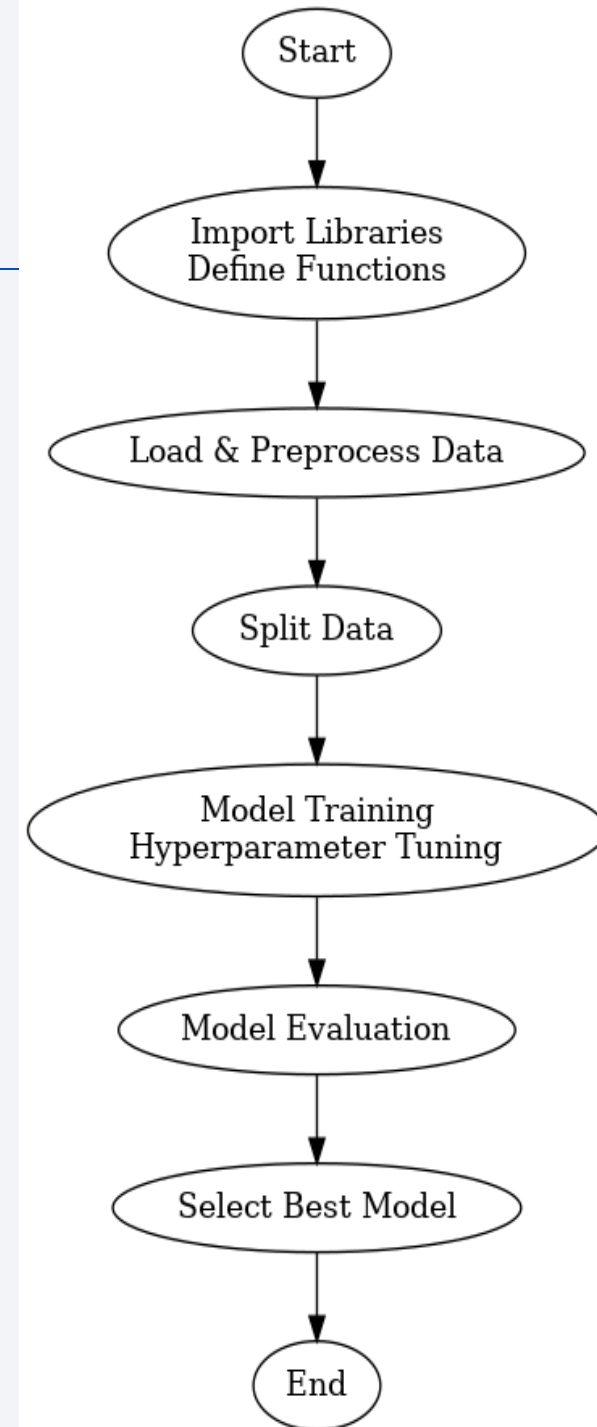 Start
Import Libraries
Define Functions
Load & Preprocess Data
Split Data
Model Training
Hyperparameter Tuning
Model Evaluation
Select Best Model
End